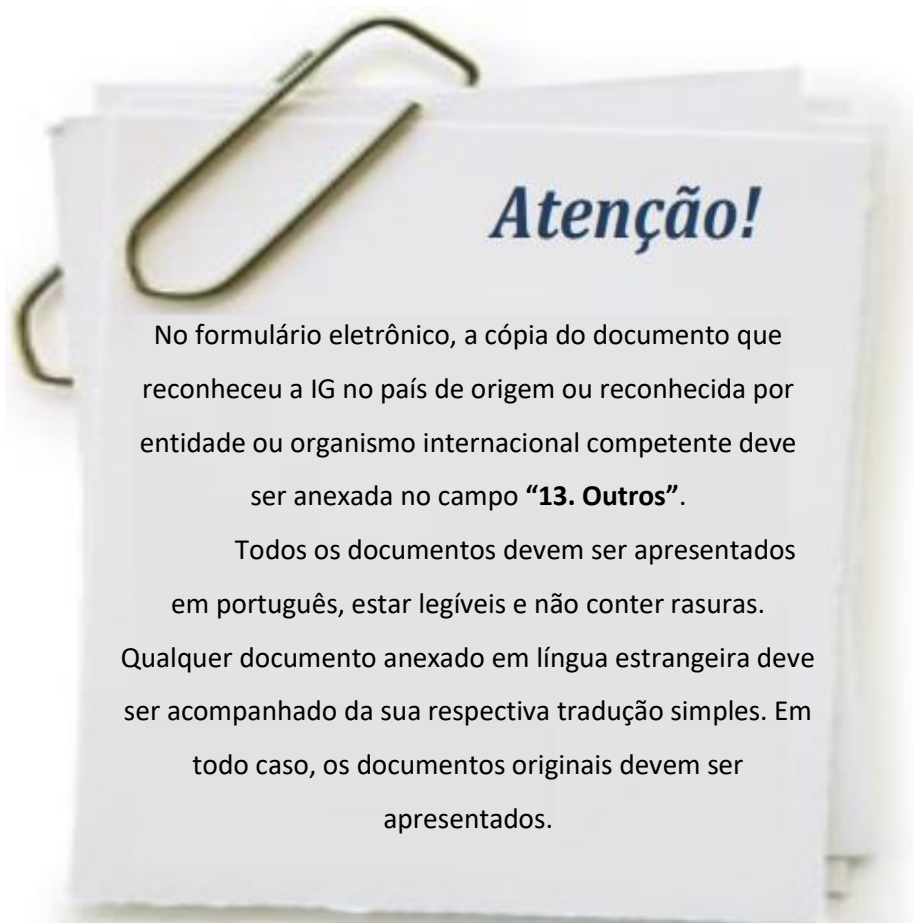 Atenção!
No formulário eletrônico, a cópia do documento que
reconheceu a IG no país de origem ou reconhecida por
entidade ou organismo internacional competente deve
ser anexada no campo “13. Outros”.
Todos os documentos devem ser apresentados
em português, estar legíveis e não conter rasuras.
Qualquer documento anexado em língua estrangeira deve
ser acompanhado da sua respectiva tradução simples. Em
todo caso, os documentos originais devem ser
apresentados.